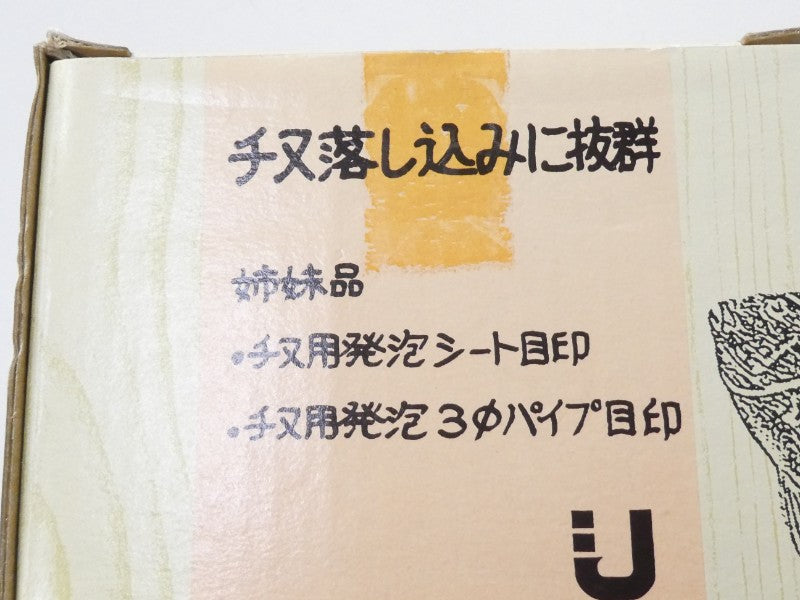 チヌ落し込みに抜群
姉妹品
・チヌ用発泡シート目印
・チヌ用発泡3φパイプ目印